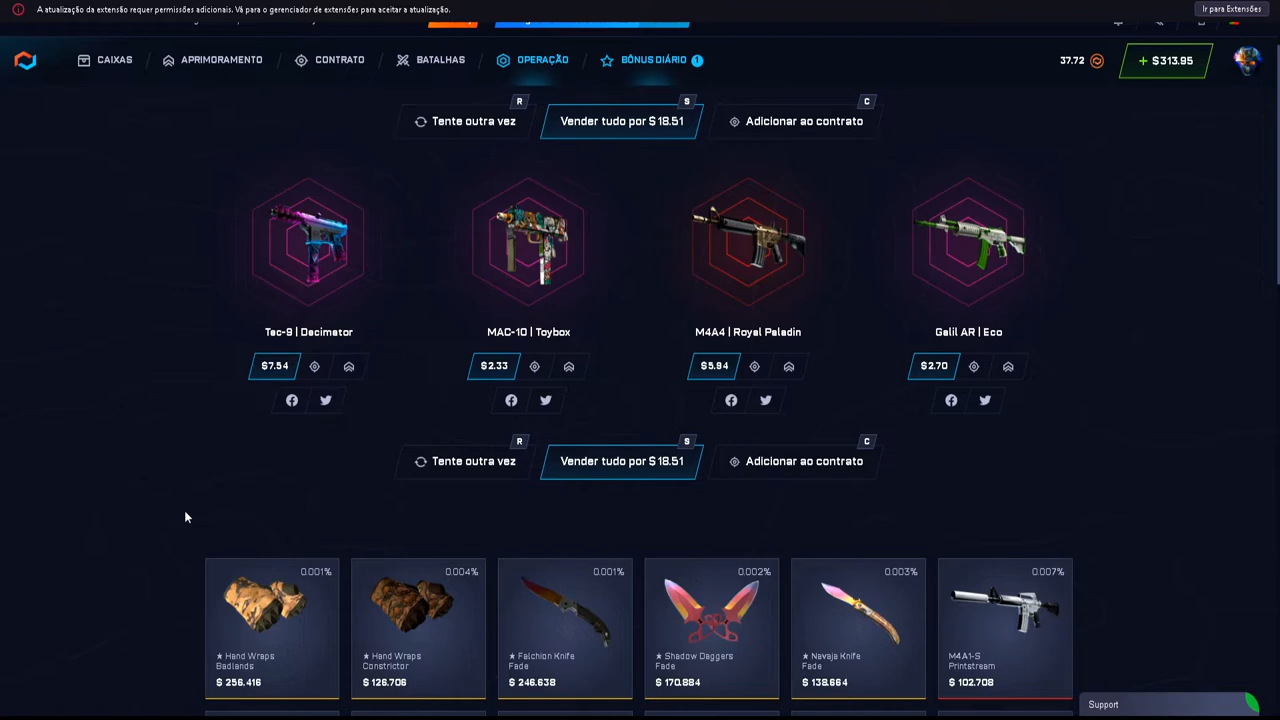 A atualização da extensão requer permissões adicionais. Vá para o gerenciador de extensões para aceitar a atualização.
Ir para Extensões
CAIXAS
APRIMORAMENTO
CONTRATO
BATALHAS
OPERAÇÃO
BÔNUS DIÁRIO 1
37.72
+ $313.95
R
S
C
Tente outra vez
Vender tudo por $ 18.51
Adicionar ao contrato
Tec-9 | Decimator
MAC-10 | Toybox
M4A4 | Royal Paladin
Galil AR | Eco
$7.54
$2.33
$5.94
$2.70
R
S
C
Tente outra vez
Vender tudo por $ 18.51
Adicionar ao contrato
0.001%
0.004%
0.001%
0.002%
0.003%
0.007%
★ Hand Wraps
Badlands
$ 256.416
★ Hand Wraps
Constrictor
$ 126.706
★ Falchion Knife
Fade
$ 246.638
★ Shadow Daggers
Fade
$ 170.884
★ Navaja Knife
Fade
$ 138.664
M4A1-S
Printstream
$ 102.708
Support